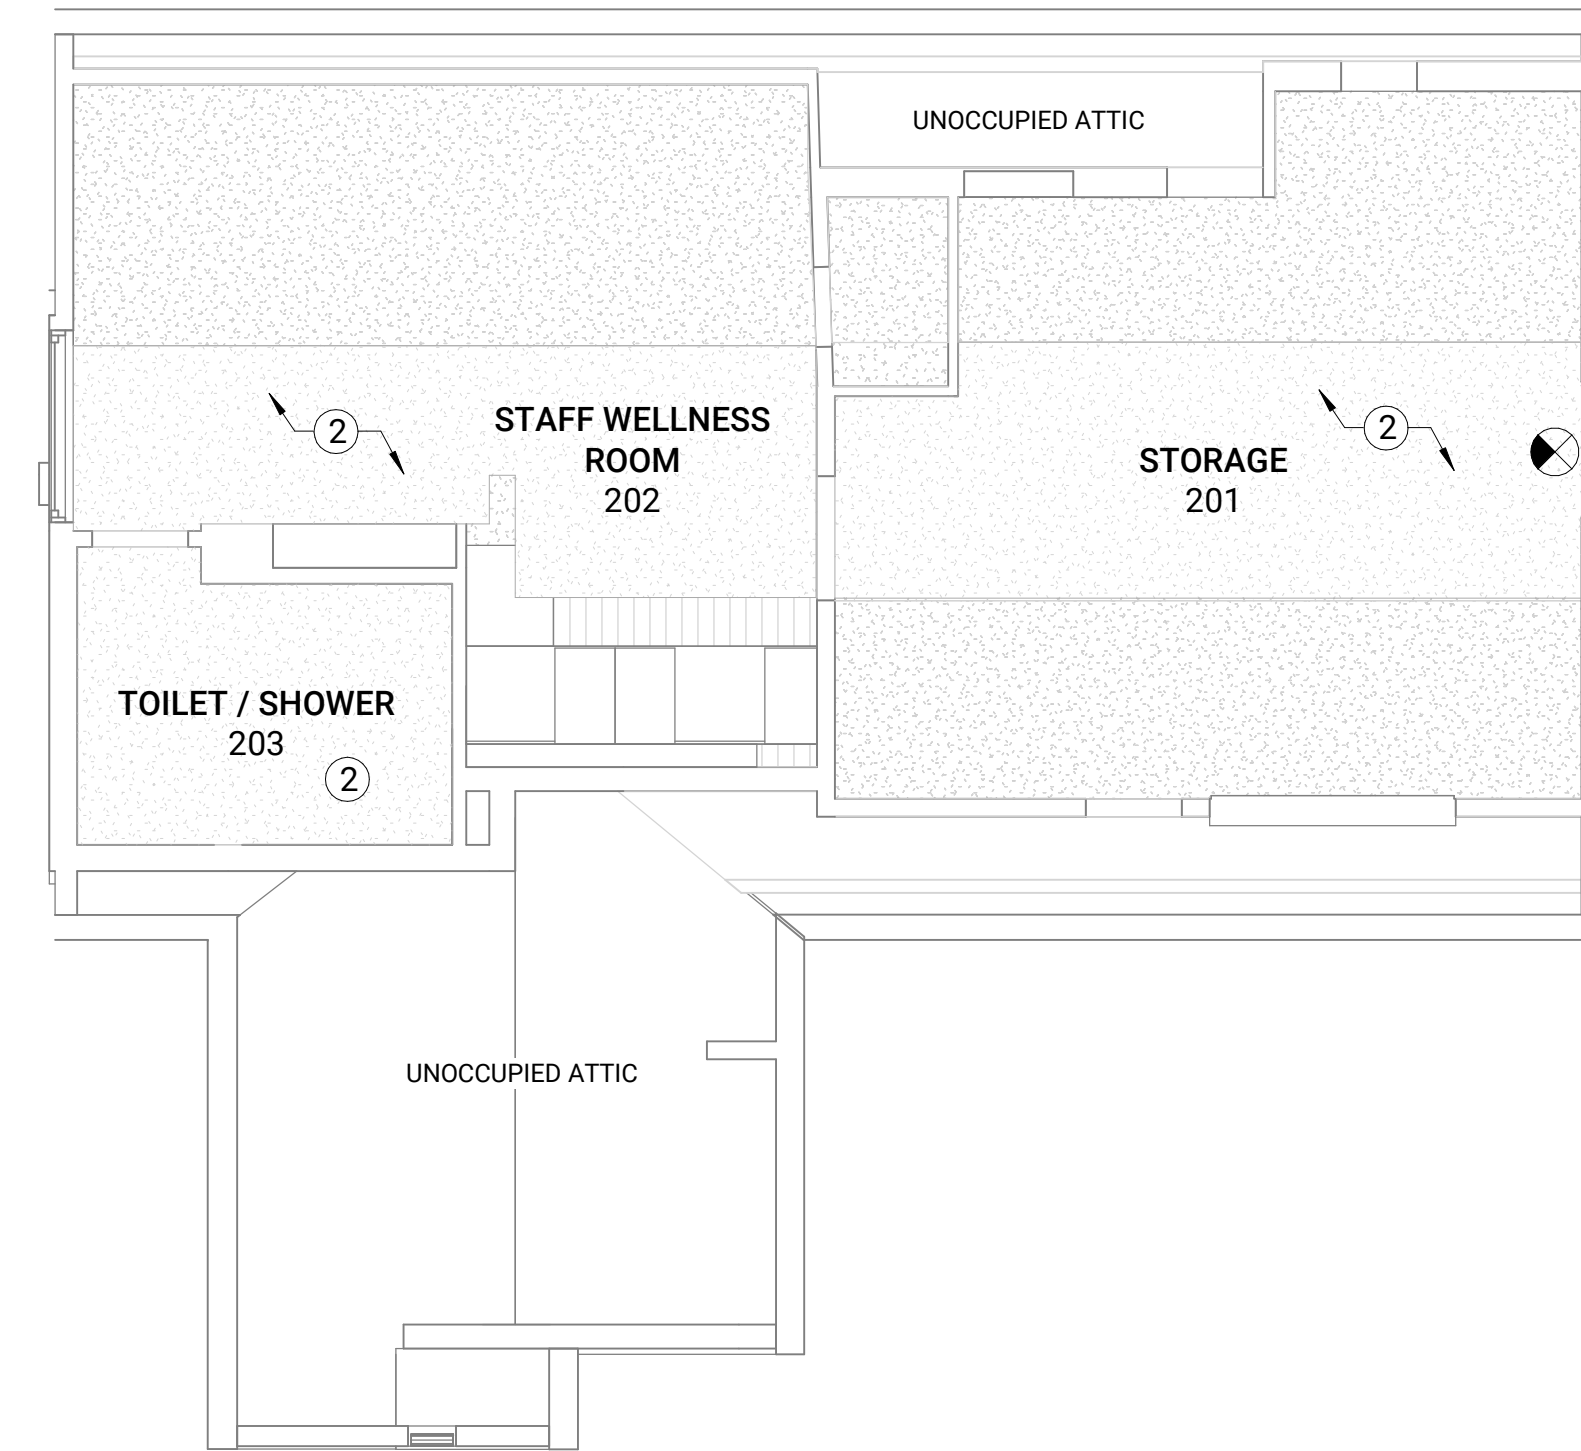 UNOCCUPIED ATTIC
2
STAFF WELLNESS
ROOM
202
2
STORAGE
201
TOILET / SHOWER
203
2
UNOCCUPIED ATTIC